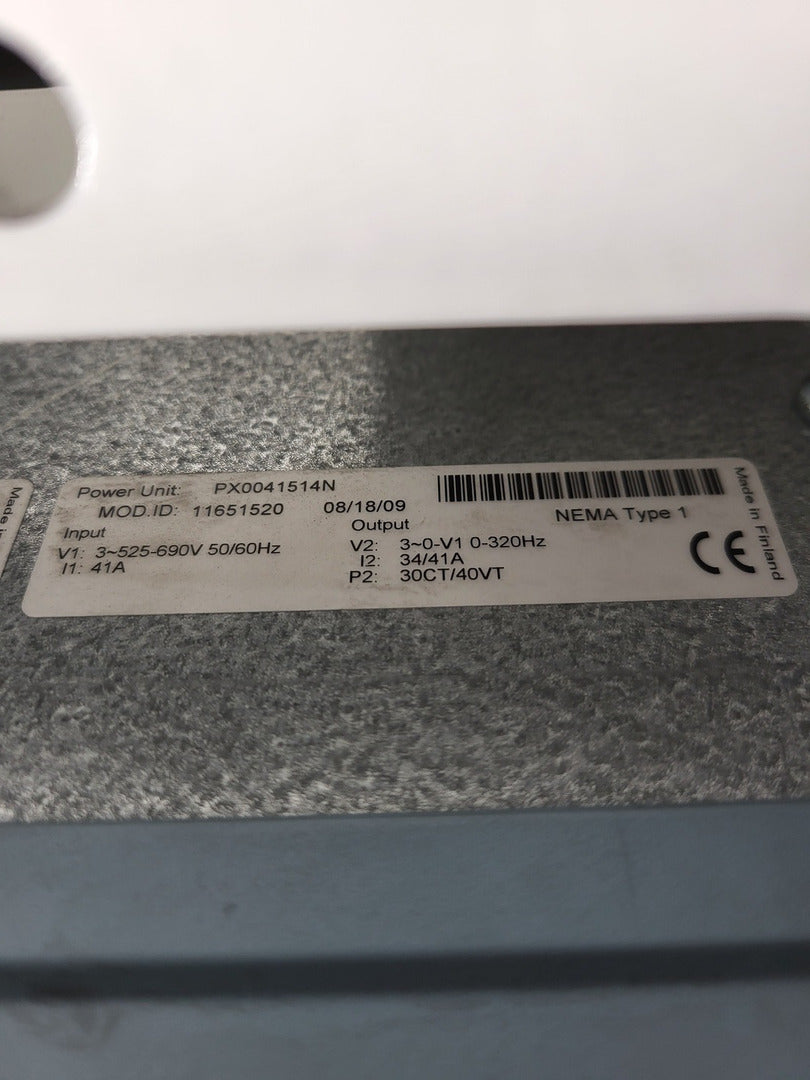 Power Unit: PX0041514N
MOD.ID: 11651520 08/18/09
Input
V1: 3~525-690V 50/60Hz
I1: 41A
Output
V2: 3~0-V1 0-320Hz
I2: 34/41A
P2: 30CT/40VT
NEMA Type 1
CE
Made in Finland
Made in